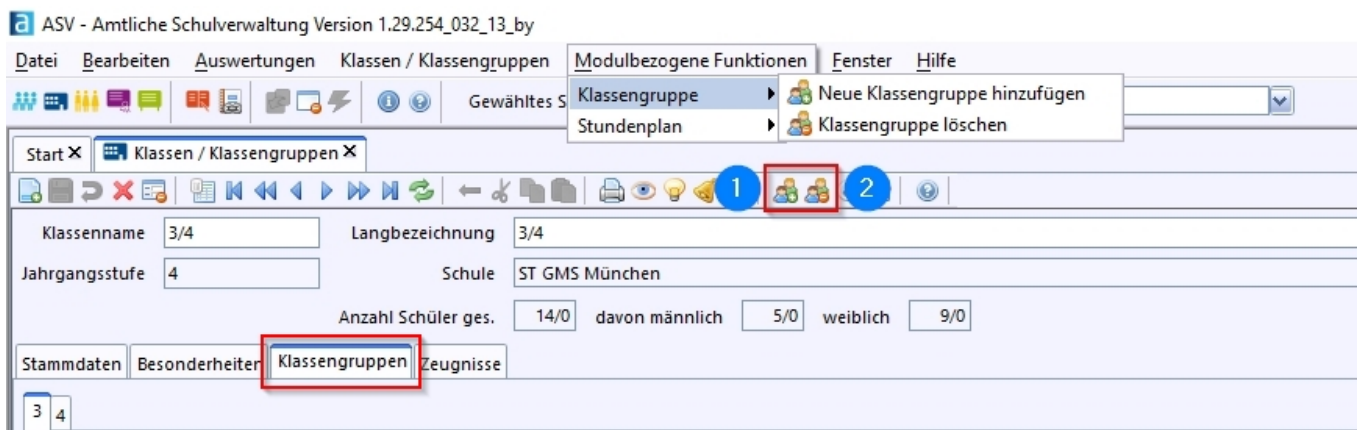 ASV - Amtliche Schulverwaltung Version 1.29.254_032_13_by
Datei Bearbeiten Auswertungen Klassen / Klassengruppen Modulbezogene Funktionen Fenster Hilfe
Gewähltes S Klassengruppe Neue Klassengruppe hinzufügen
Stundenplan Klassengruppe löschen
Start Klassen / Klassengruppen
1 2
Klassenname 3/4 Langbezeichnung 3/4
Jahrgangsstufe 4 Schule ST GMS München
Anzahl Schüler ges. 14/0 davon männlich 5/0 weiblich 9/0
Stammdaten Besonderheiten Klassengruppen Zeugnisse
3 4